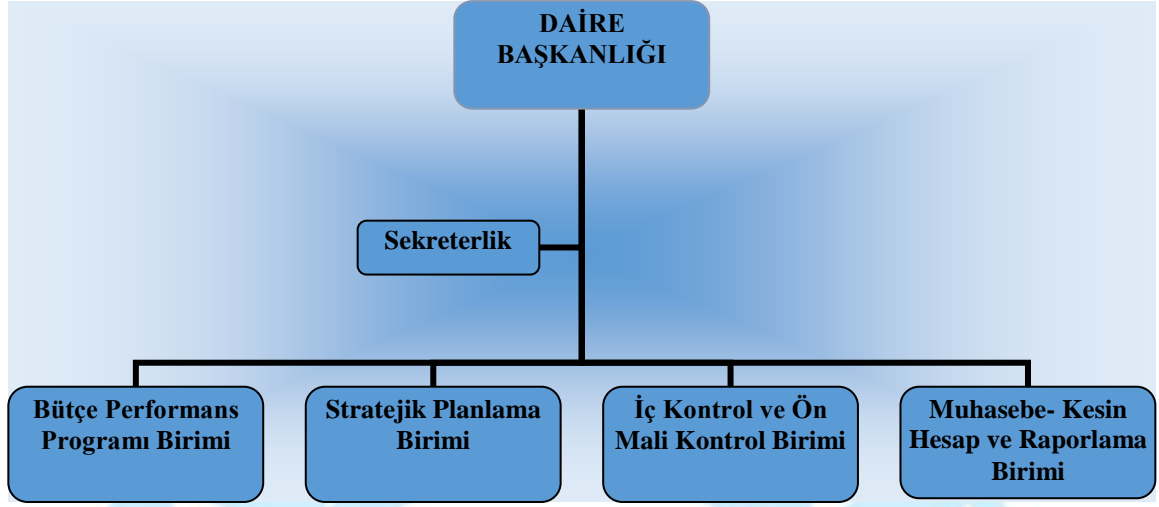 DAİRE
BAŞKANLIĞI
Sekreterlik
Bütçe Performans
Programı Birimi
Stratejik Planlama
Birimi
İç Kontrol ve Ön
Mali Kontrol Birimi
Muhasebe- Kesin
Hesap ve Raporlama
Birimi